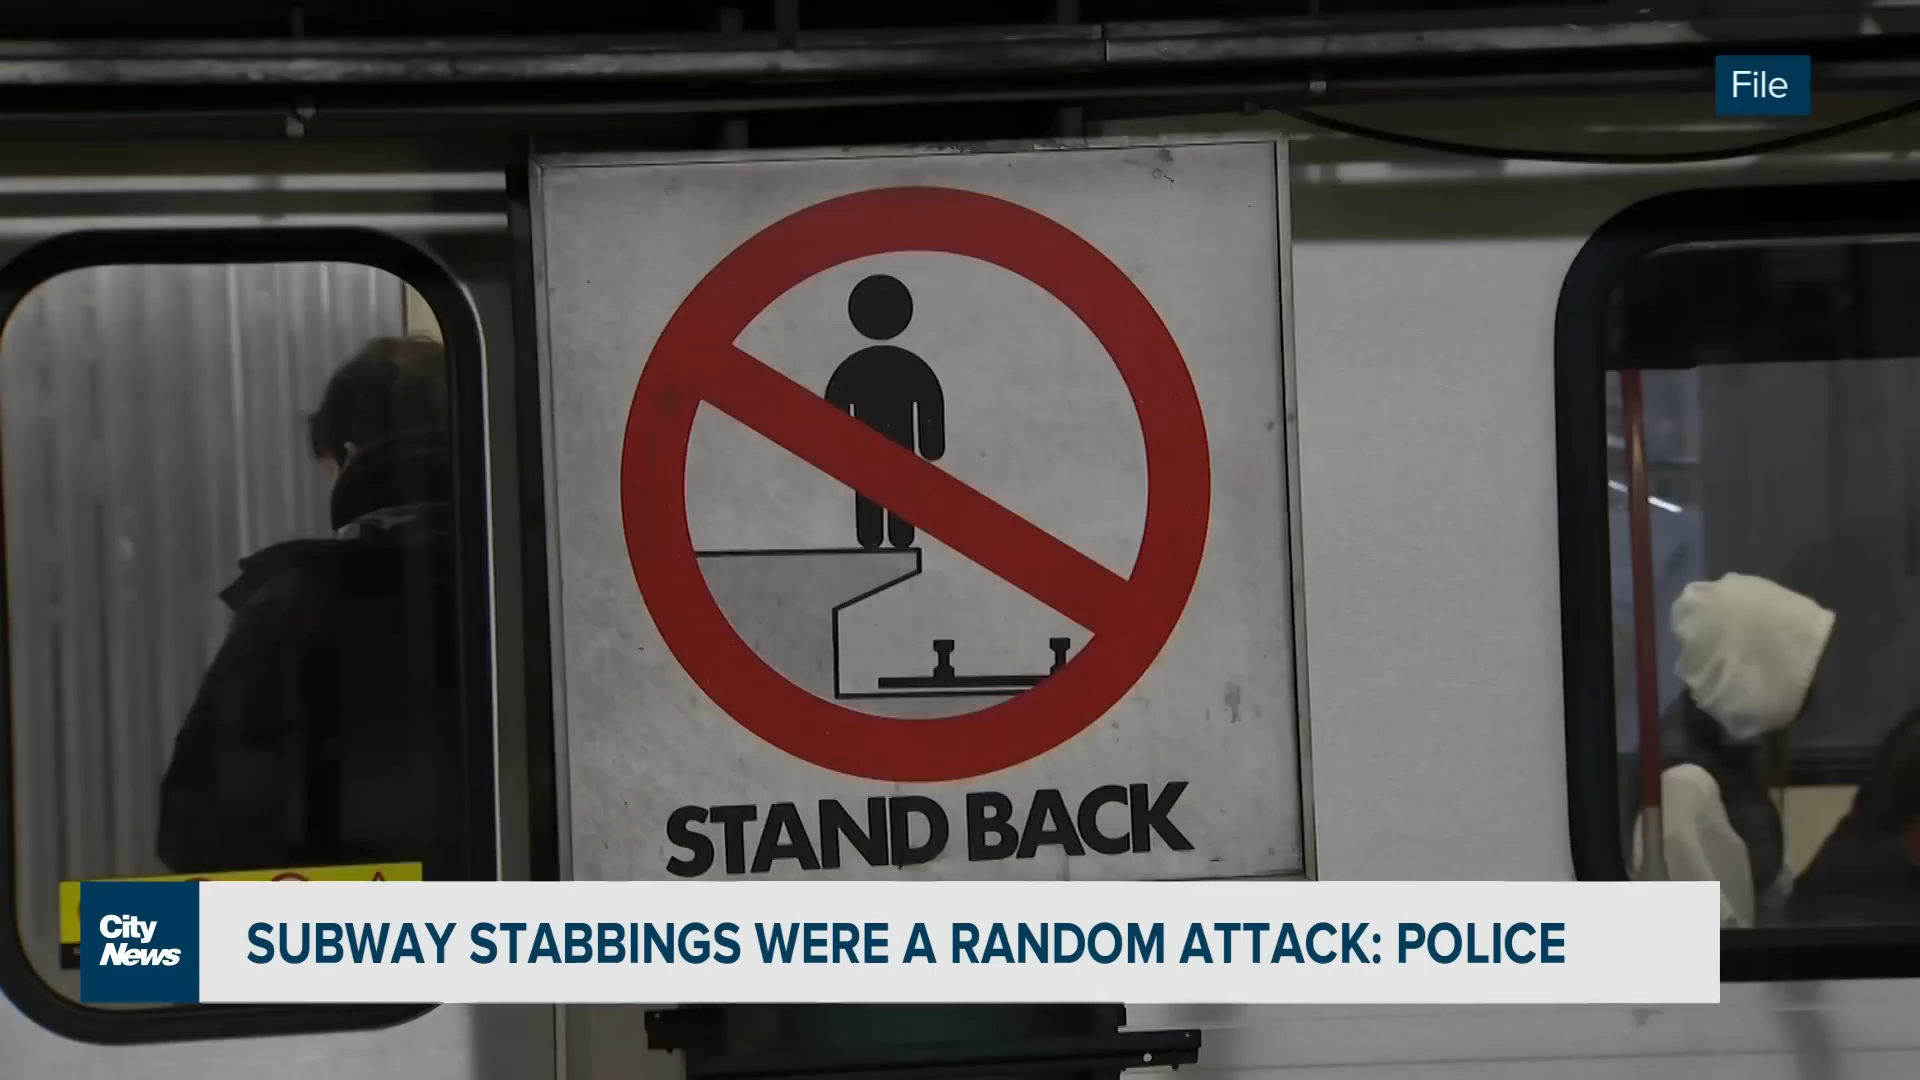 File
STAND BACK
City
News
SUBWAY STABBINGS WERE A RANDOM ATTACK: POLICE